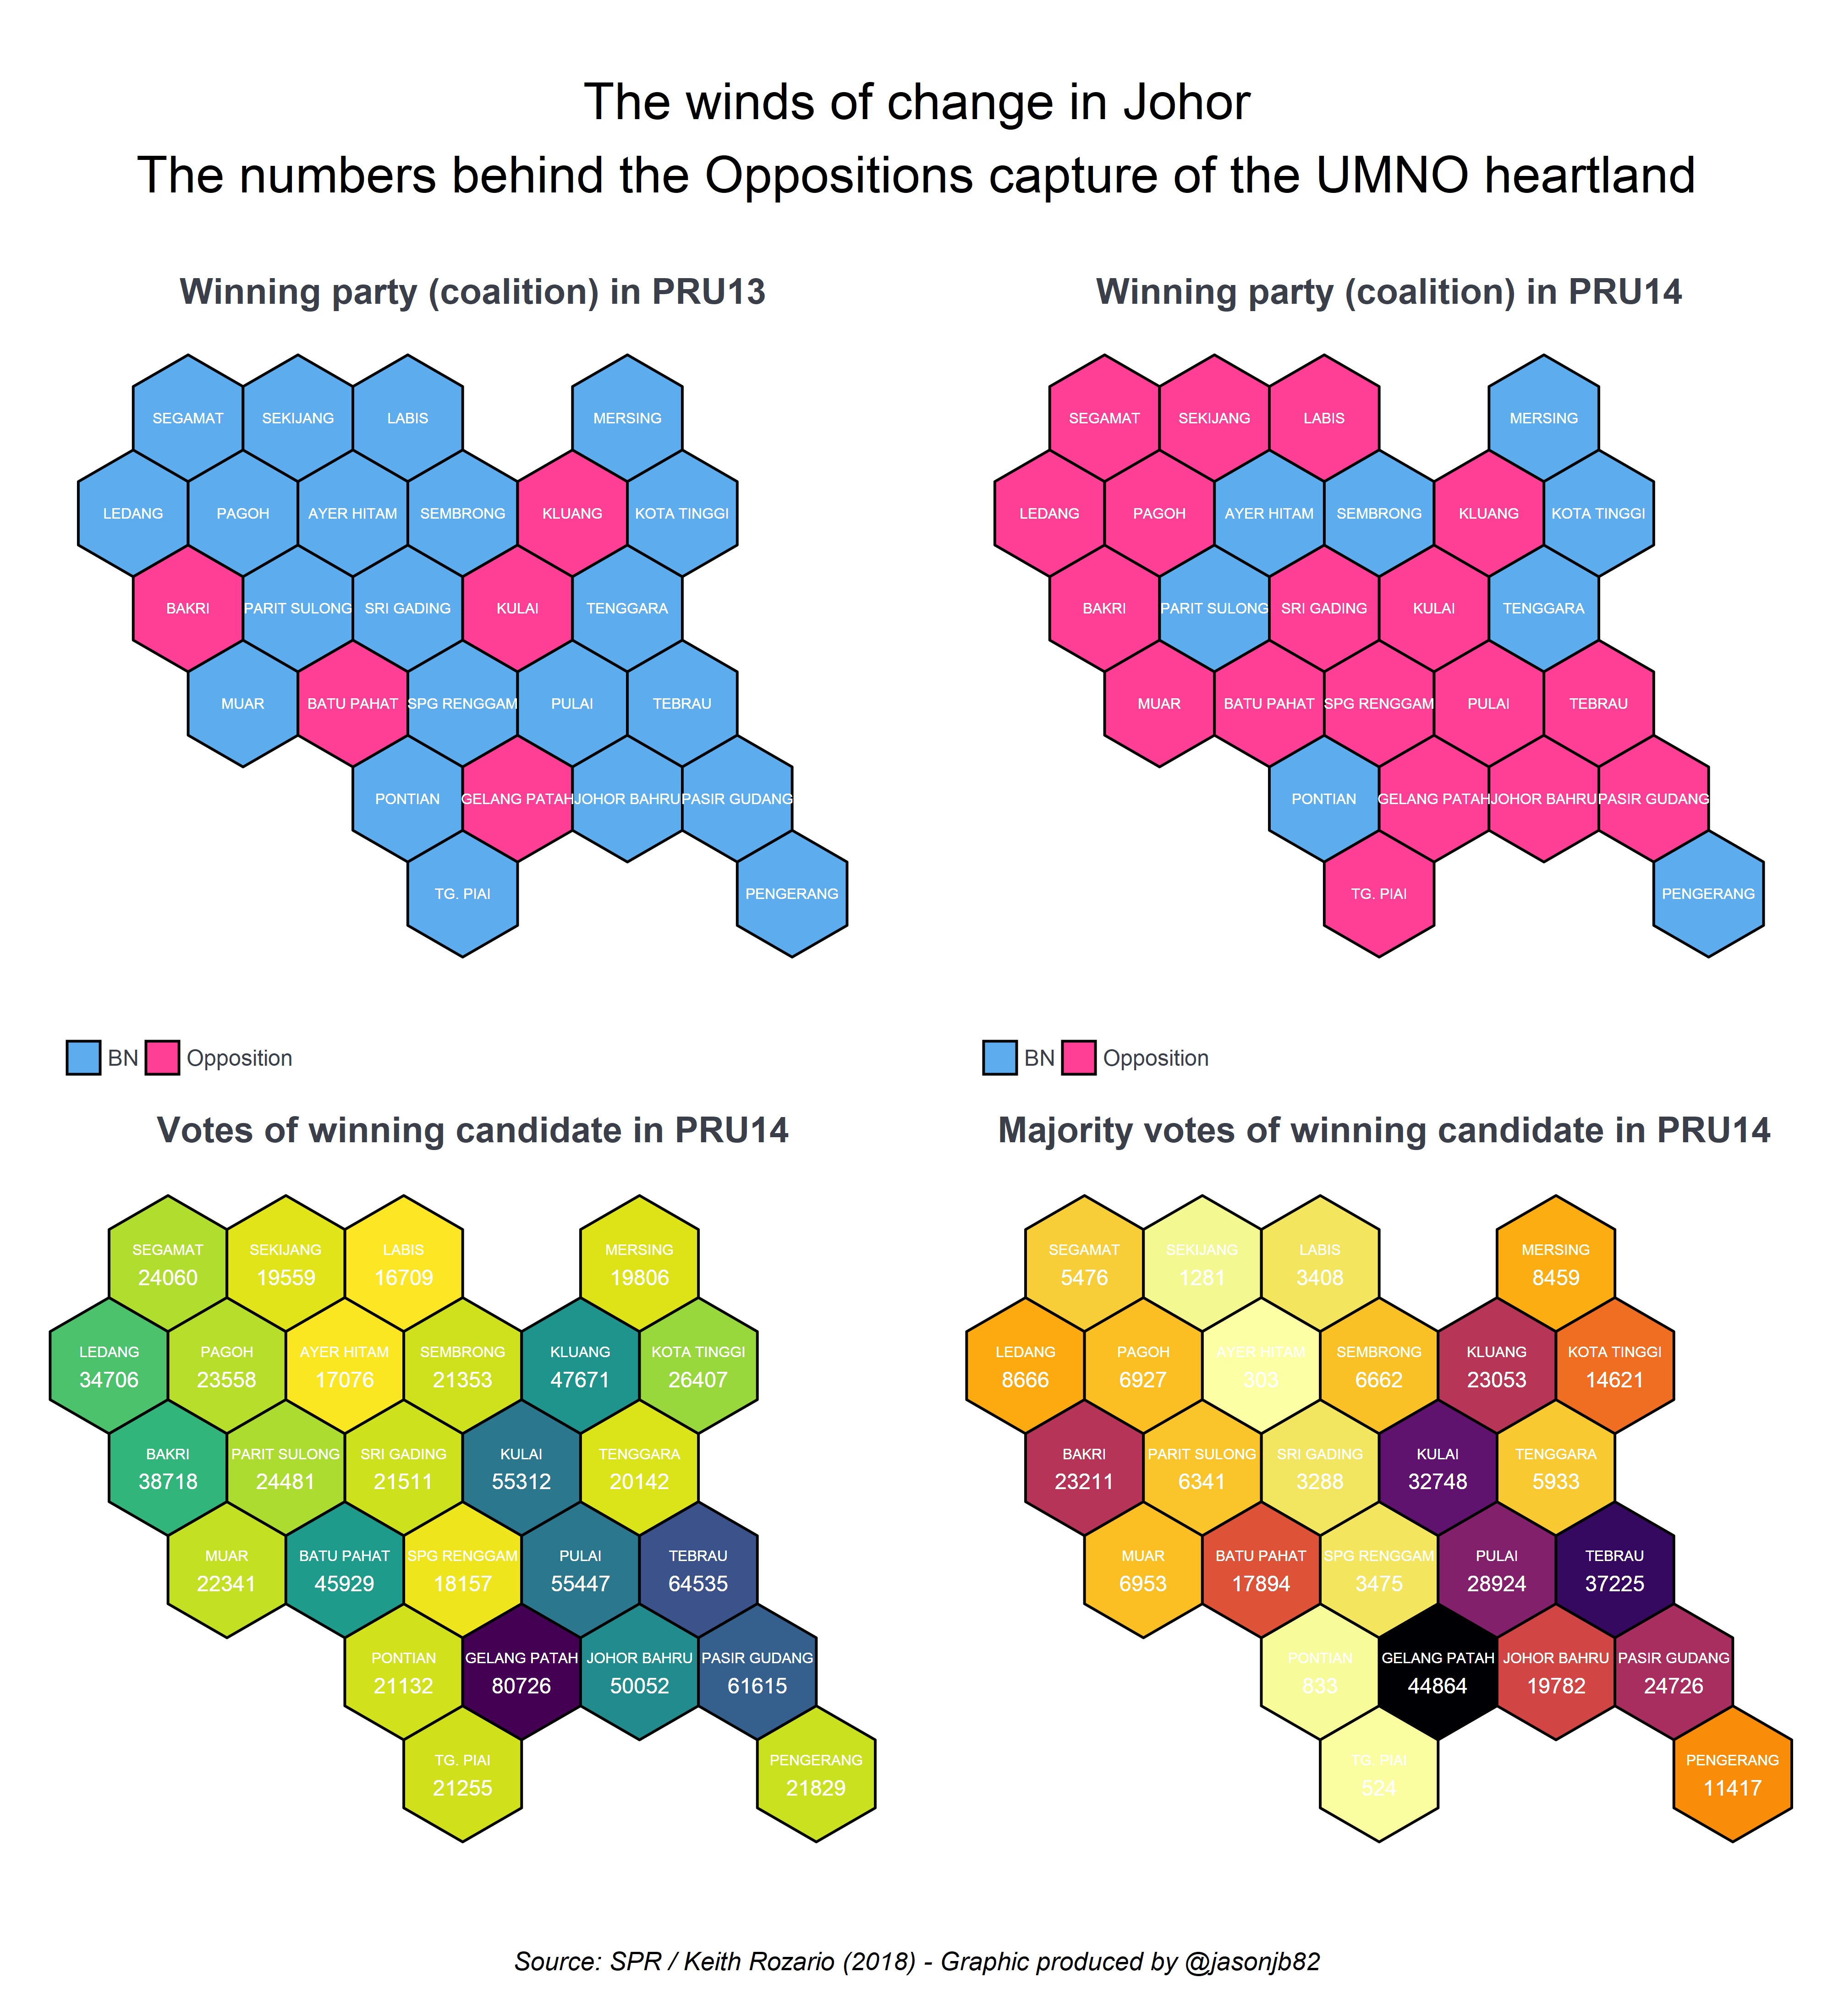 The winds of change in Johor
The numbers behind the Oppositions capture of the UMNO heartland
Winning party (coalition) in PRU13
SEGAMAT SEKIJANG LABIS MERSING
LEDANG PAGOH AYER HITAM SEMBRONG KLUANG KOTA TINGGI
BAKRI PARIT SULONG SRI GADING KULAI TENGGARA
MUAR BATU PAHAT SPG RENGGAM PULAI TEBRAU
PONTIAN GELANG PATAH JOHOR BAHRU PASIR GUDANG
TG. PIAI PENGERANG
BN Opposition
Winning party (coalition) in PRU14
SEGAMAT SEKIJANG LABIS MERSING
LEDANG PAGOH AYER HITAM SEMBRONG KLUANG KOTA TINGGI
BAKRI PARIT SULONG SRI GADING KULAI TENGGARA
MUAR BATU PAHAT SPG RENGGAM PULAI TEBRAU
PONTIAN GELANG PATAH JOHOR BAHRU PASIR GUDANG
TG. PIAI PENGERANG
BN Opposition
Votes of winning candidate in PRU14
SEGAMAT SEKIJANG LABIS MERSING
24060 19559 16709 19806
LEDANG PAGOH AYER HITAM SEMBRONG KLUANG KOTA TINGGI
34706 23558 17076 21353 47671 26407
BAKRI PARIT SULONG SRI GADING KULAI TENGGARA
38718 24481 21511 55312 20142
MUAR BATU PAHAT SPG RENGGAM PULAI TEBRAU
22341 45929 18157 55447 64535
PONTIAN GELANG PATAH JOHOR BAHRU PASIR GUDANG
21132 80726 50052 61615
TG. PIAI PENGERANG
21255 21829
Majority votes of winning candidate in PRU14
SEGAMAT SEKIJANG LABIS MERSING
5476 1281 3408 8459
LEDANG PAGOH AYER HITAM SEMBRONG KLUANG KOTA TINGGI
8666 6927 303 6662 23053 14621
BAKRI PARIT SULONG SRI GADING KULAI TENGGARA
23211 6341 3288 32748 5933
MUAR BATU PAHAT SPG RENGGAM PULAI TEBRAU
6953 17894 3475 28924 37225
PONTIAN GELANG PATAH JOHOR BAHRU PASIR GUDANG
833 44864 19782 24726
TG. PIAI PENGERANG
524 11417
Source: SPR / Keith Rozario (2018) - Graphic produced by @jasonjb82